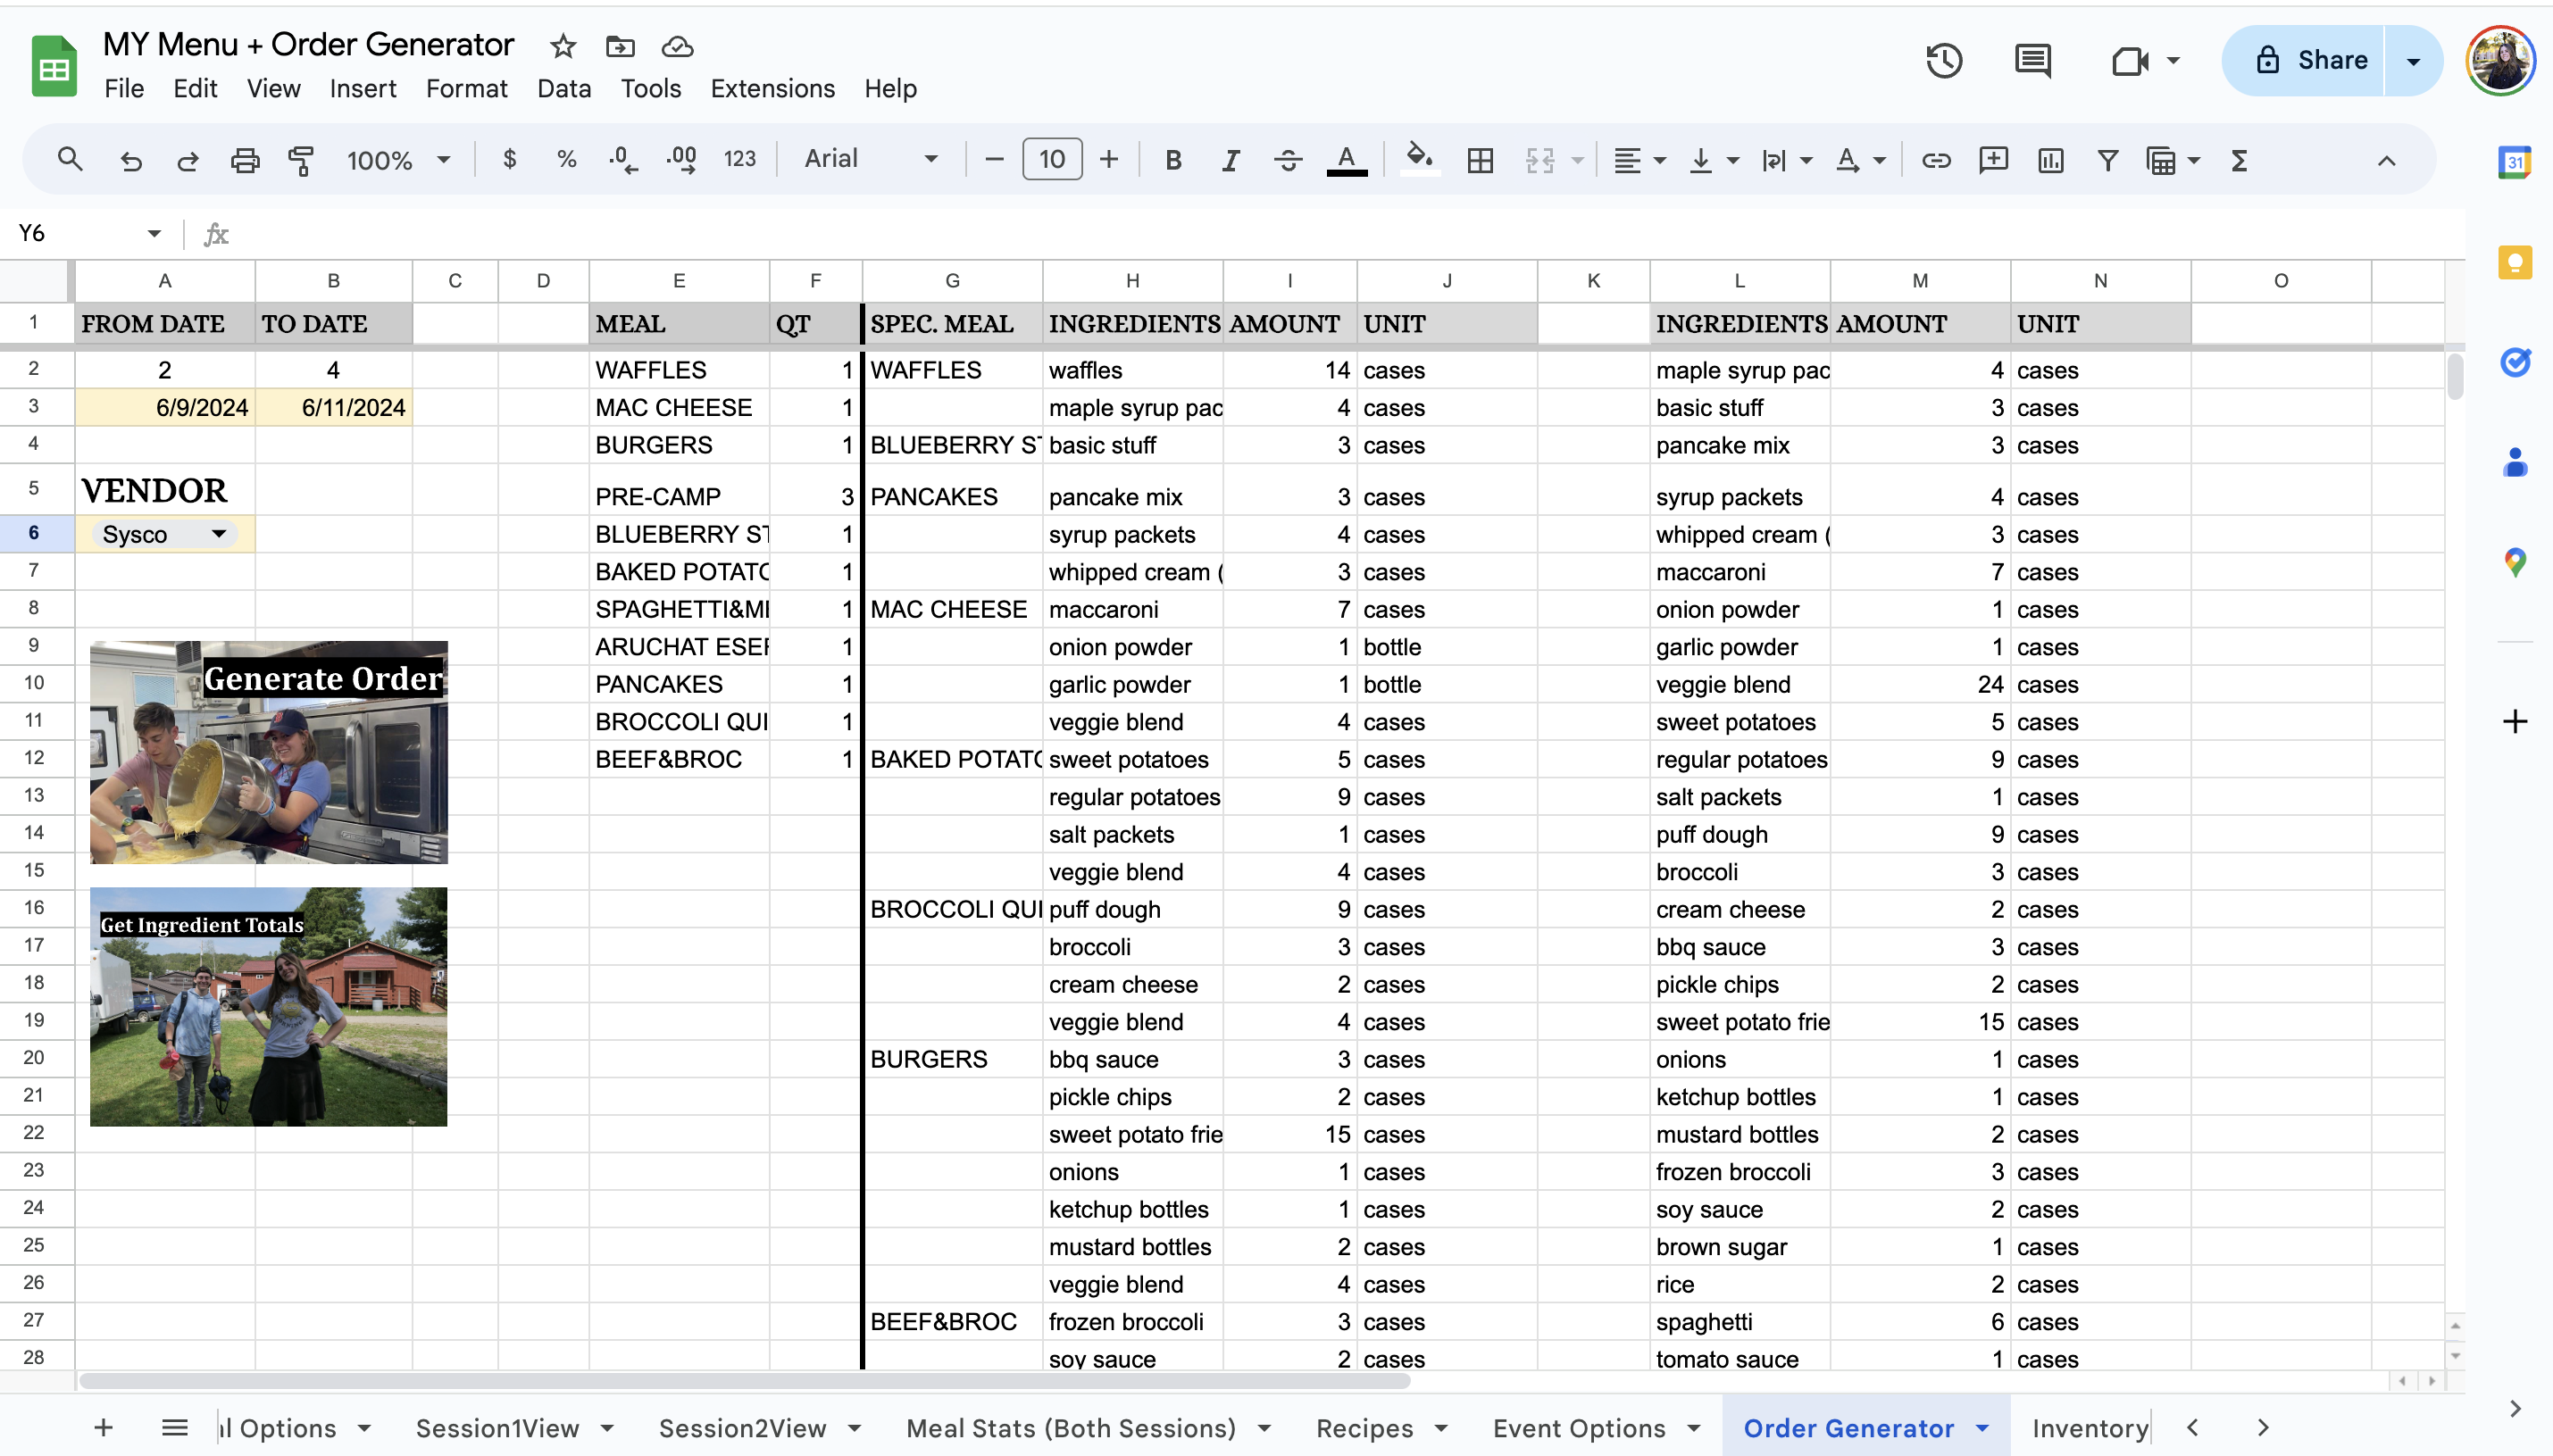 MY Menu + Order Generator
File Edit View Insert Format Data Tools Extensions Help
Share
100% $ % .0 .00 123 Arial 10 B I A A Σ
31
Y6 fx
A B C D E F G H I J K L M N O
1 FROM DATE TO DATE MEAL QT SPEC. MEAL INGREDIENTS AMOUNT UNIT INGREDIENTS AMOUNT UNIT
2 2 4 WAFFLES 1 WAFFLES waffles 14 cases maple syrup pac 4 cases
3 6/9/2024 6/11/2024 MAC CHEESE 1 maple syrup pac 4 cases basic stuff 3 cases
4 BURGERS 1 BLUEBERRY ST basic stuff 3 cases pancake mix 3 cases
5 VENDOR PRE-CAMP 3 PANCAKES pancake mix 3 cases syrup packets 4 cases
6 Sysco BLUEBERRY ST 1 syrup packets 4 cases whipped cream ( 3 cases
7 BAKED POTATO 1 whipped cream ( 3 cases maccaroni 7 cases
8 SPAGHETTI&ME 1 MAC CHEESE maccaroni 7 cases onion powder 1 cases
9 ARUCHAT ESER 1 onion powder 1 bottle garlic powder 1 cases
10 Generate Order PANCAKES 1 garlic powder 1 bottle veggie blend 24 cases
11 BROCCOLI QUI 1 veggie blend 4 cases sweet potatoes 5 cases
12 BEEF&BROC 1 BAKED POTATO sweet potatoes 5 cases regular potatoes 9 cases
13 regular potatoes 9 cases salt packets 1 cases
14 salt packets 1 cases puff dough 9 cases
15 veggie blend 4 cases broccoli 3 cases
16 BROCCOLI QUI puff dough 9 cases cream cheese 2 cases
Get Ingredient Totals
17 broccoli 3 cases bbq sauce 3 cases
18 cream cheese 2 cases pickle chips 2 cases
19 veggie blend 4 cases sweet potato frie 15 cases
20 BURGERS bbq sauce 3 cases onions 1 cases
21 pickle chips 2 cases ketchup bottles 1 cases
22 sweet potato frie 15 cases mustard bottles 2 cases
23 onions 1 cases frozen broccoli 3 cases
24 ketchup bottles 1 cases soy sauce 2 cases
25 mustard bottles 2 cases brown sugar 1 cases
26 veggie blend 4 cases rice 2 cases
27 BEEF&BROC frozen broccoli 3 cases spaghetti 6 cases
28 soy sauce 2 cases tomato sauce 1 cases
l Options Session1View Session2View Meal Stats (Both Sessions) Recipes Event Options Order Generator Inventory